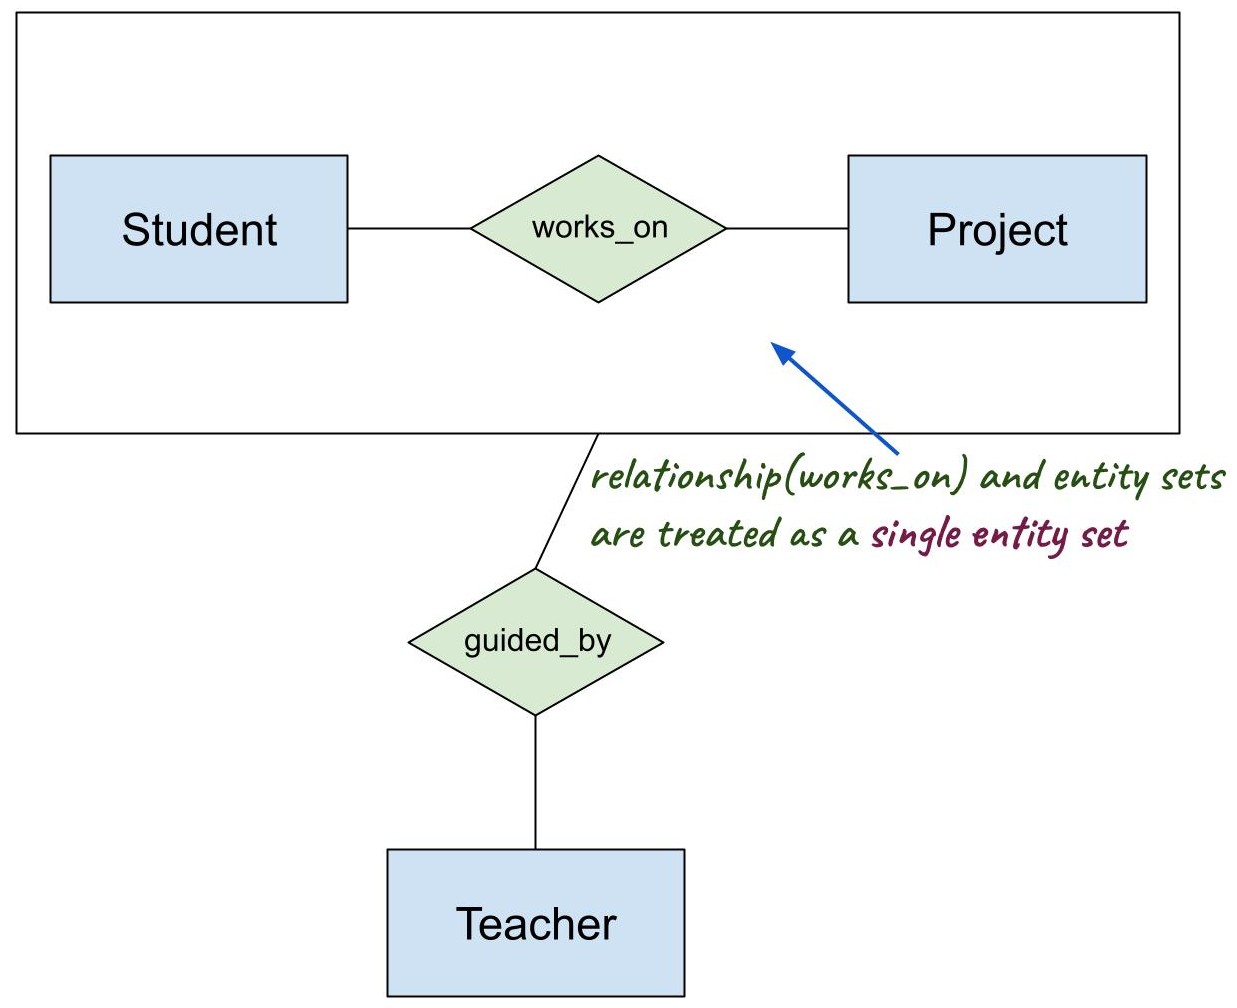 Student
works_on
Project
relationship(works_on) and entity sets
are treated as a single entity set
guided_by
Teacher